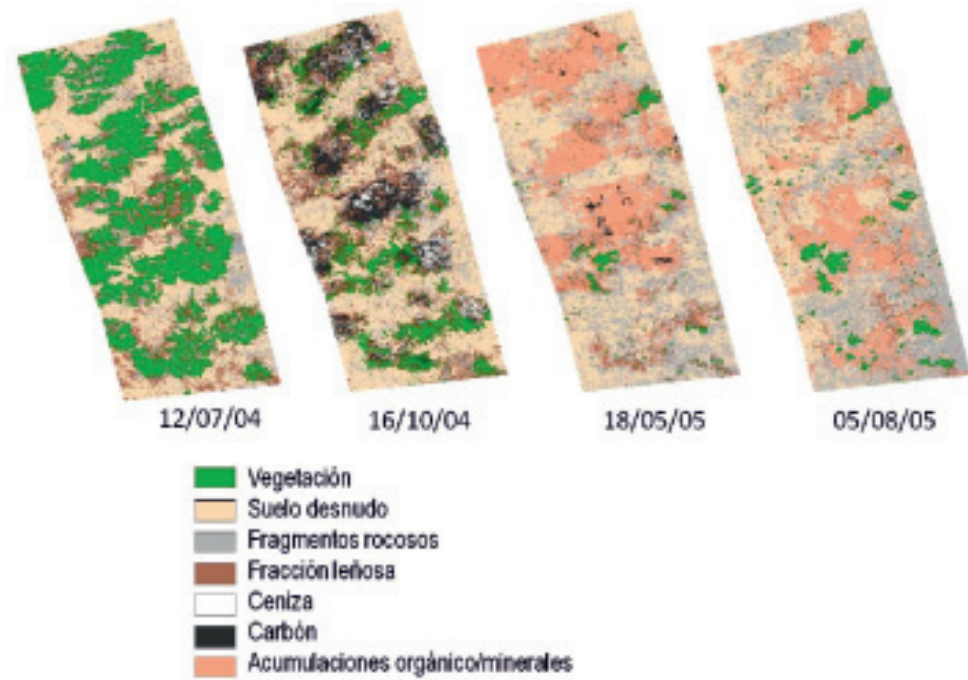 12/07/04 16/10/04 18/05/05 05/08/05
Vegetación
Suelo desnudo
Fragmentos rocosos
Fracción leñosa
Ceniza
Carbón
Acumulaciones orgánico/minerales